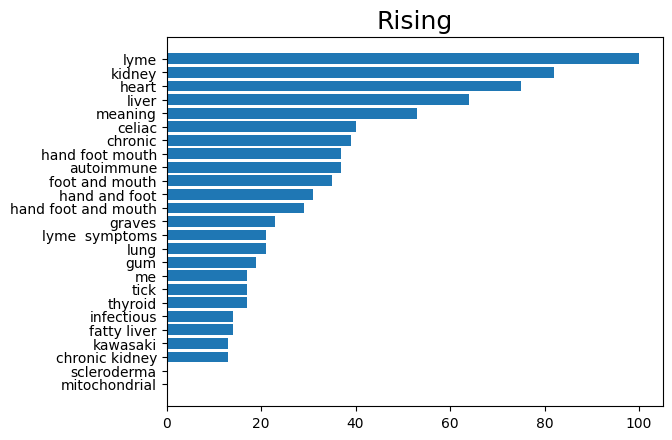 Rising
lyme
kidney
heart
liver
meaning
celiac
chronic
hand foot mouth
autoimmune
foot and mouth
hand and foot
hand foot and mouth
graves
lyme  symptoms
lung
gum
me
tick
thyroid
infectious
fatty liver
kawasaki
chronic kidney
scleroderma
mitochondrial
0 20 40 60 80 100